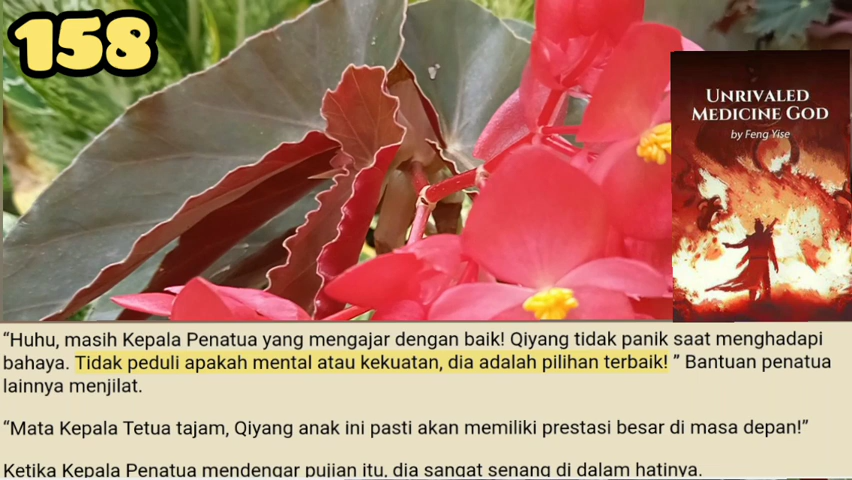 158
UNRIVALED
MEDICINE GOD
by Feng Yise
“Huhu, masih Kepala Penatua yang mengajar dengan baik! Qiyang tidak panik saat menghadapi
bahaya. Tidak peduli apakah mental atau kekuatan, dia adalah pilihan terbaik! ” Bantuan penatua
lainnya menjilat.
“Mata Kepala Tetua tajam, Qiyang anak ini pasti akan memiliki prestasi besar di masa depan!”
Ketika Kepala Penatua mendengar pujian itu, dia sangat senang di dalam hatinya.